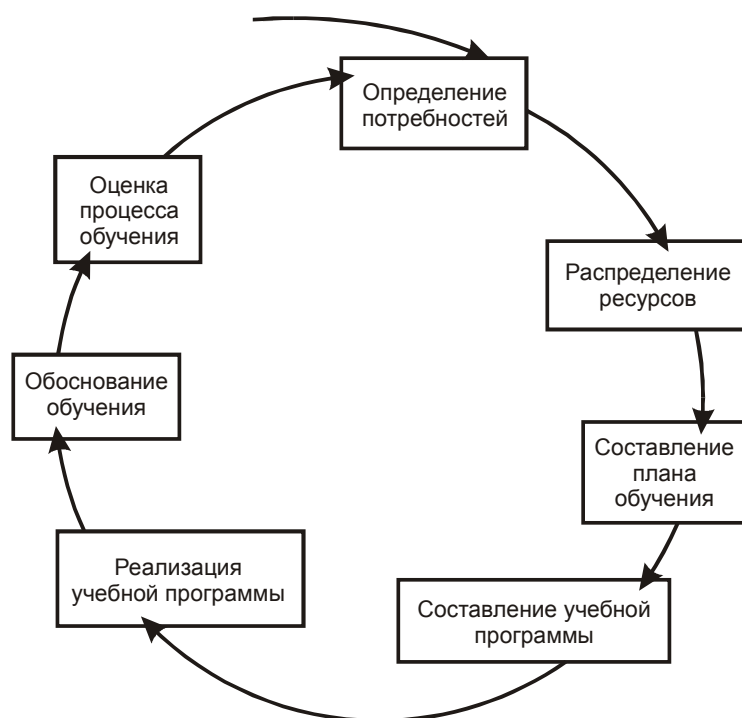 Определение
потребностей
Распределение
ресурсов
Составление
плана
обучения
Составление учебной
программы
Реализация
учебной программы
Обоснование
обучения
Оценка
процесса
обучения